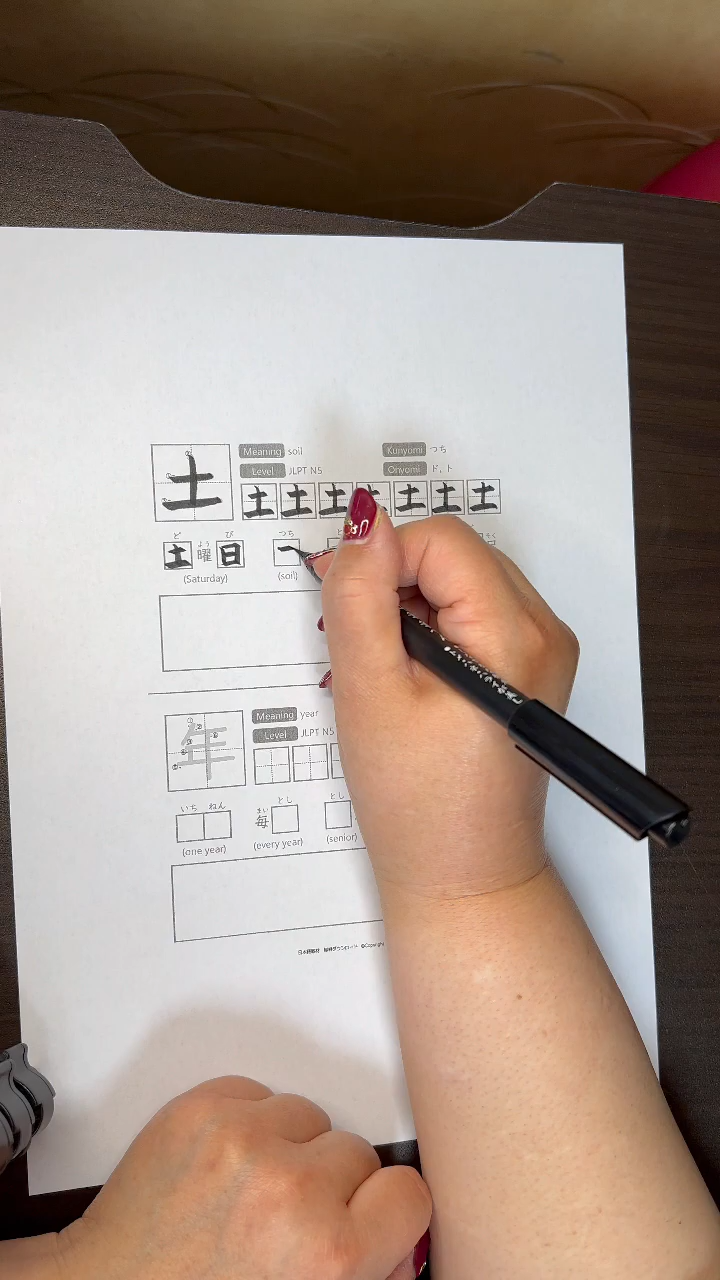 土 Meaning soil Kunyomi つち
Level JLPT N5 Onyomi ド, ト
土 土 土 土 土 土
ど よう び つち
土曜日
(Saturday) (soil)
年 Meaning year
Level JLPT N5
いち ねん まい とし とし
毎
(one year) (every year) (senior)